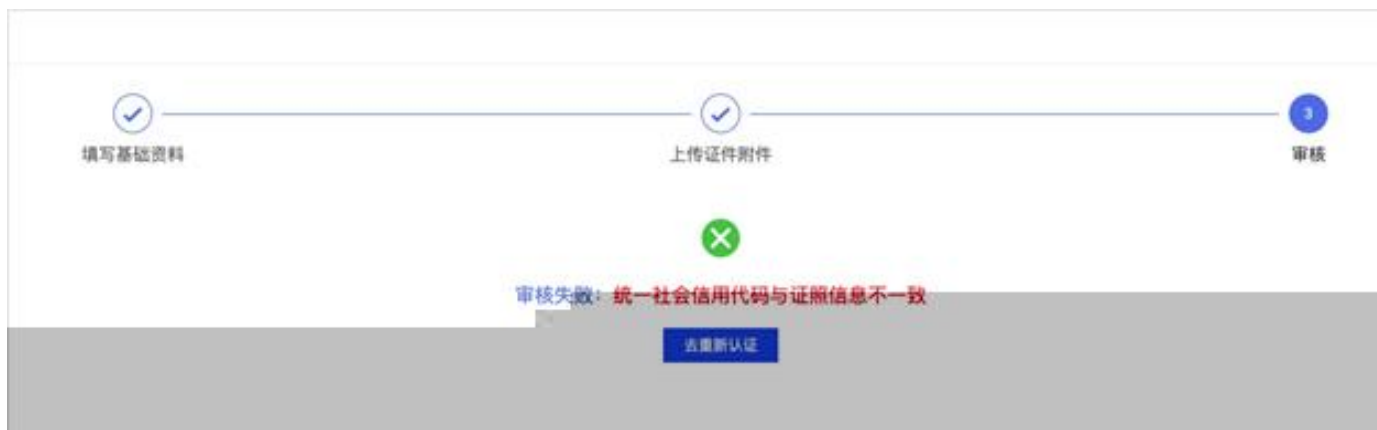 3
填写基础资料
上传证件附件
审核
审核失败：统一社会信用代码与证照信息不一致
去重新认证